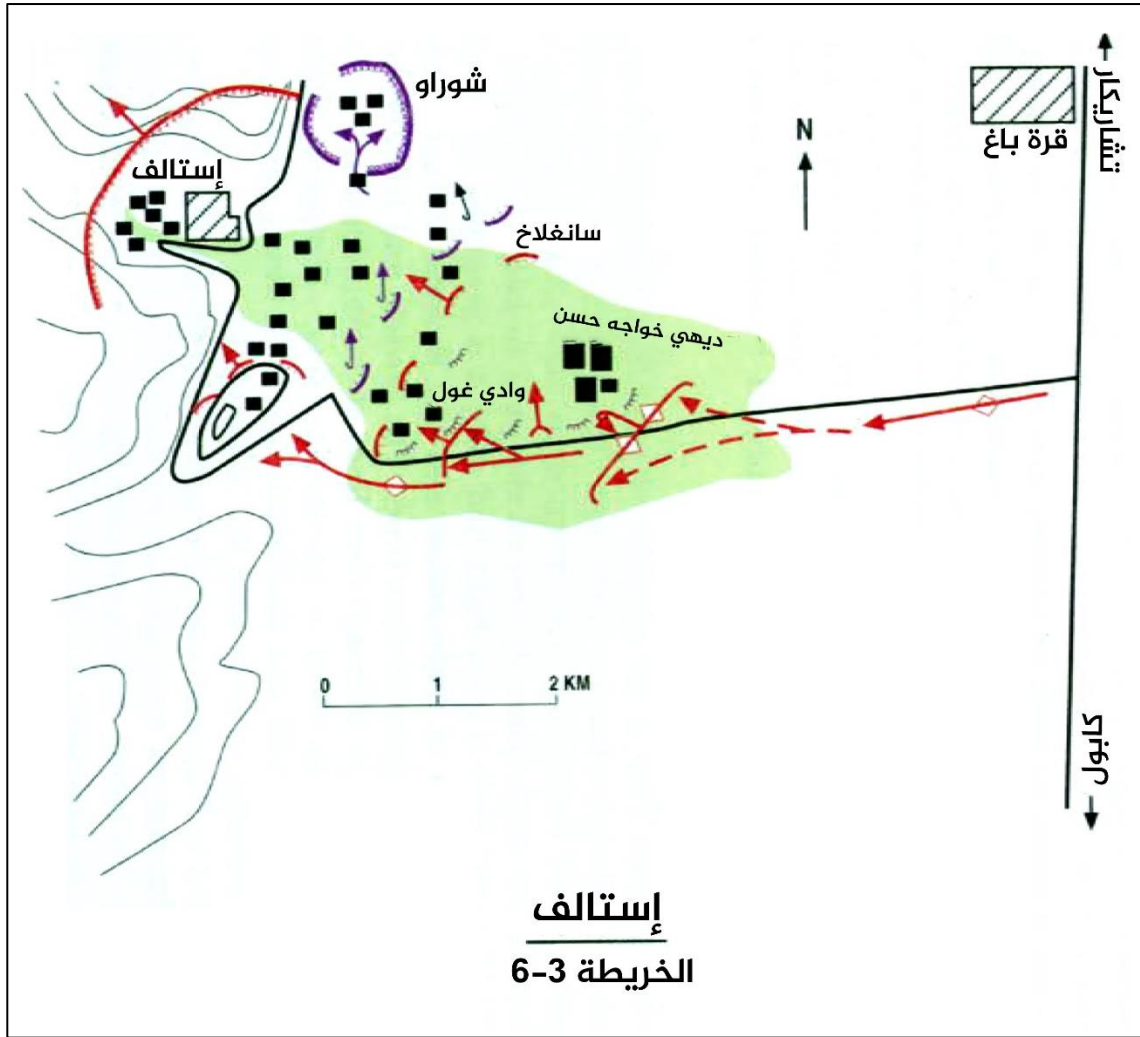 شوراو
تشاريكار
قرة باغ
N
إستالف
سانغلاخ
ديهي خواجه حسن
وادي غول
0 1 2 KM
كابول
إستالف
الخريطة 3-6